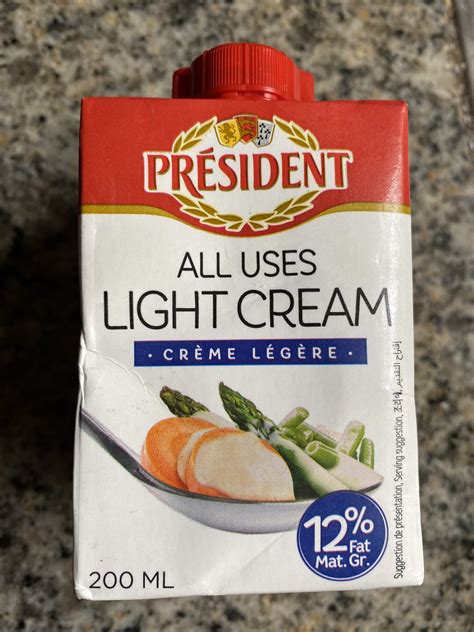 PRÉSIDENT
ALL USES
LIGHT CREAM
• CRÈME LÉGÈRE •
12%
Fat
Mat. Gr.
200 ML
Suggestion de présentation, Serving suggestion,